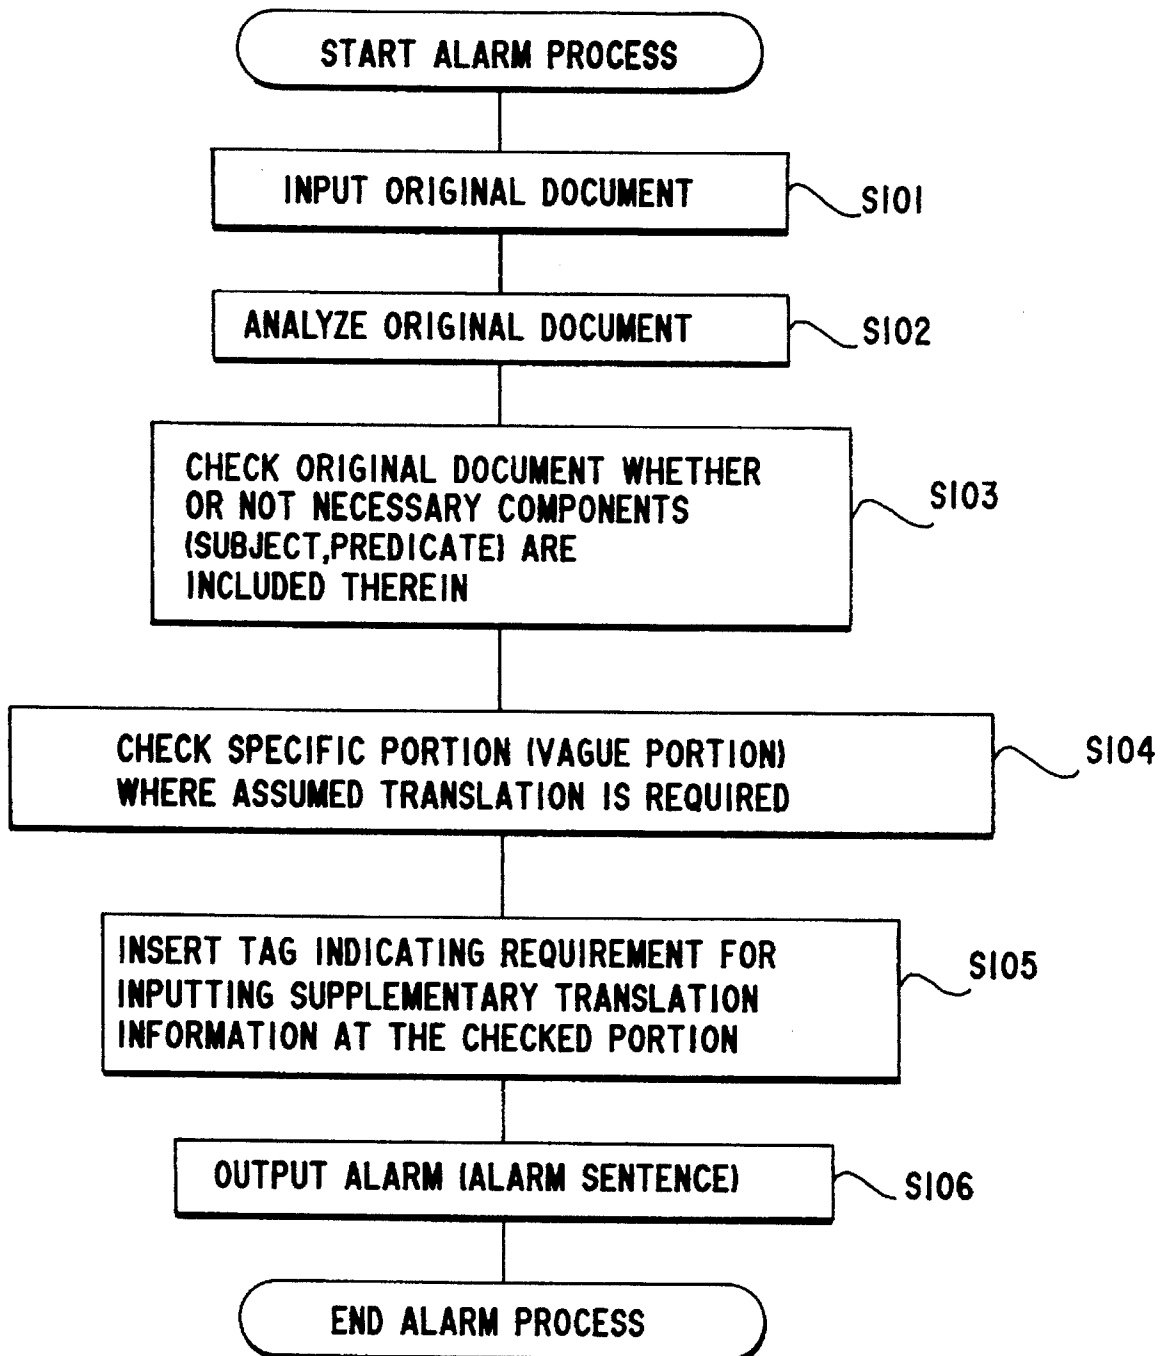 START ALARM PROCESS
INPUT ORIGINAL DOCUMENT
S101
ANALYZE ORIGINAL DOCUMENT
S102
CHECK ORIGINAL DOCUMENT WHETHER
OR NOT NECESSARY COMPONENTS
(SUBJECT,PREDICATE) ARE
INCLUDED THEREIN
S103
CHECK SPECIFIC PORTION (VAGUE PORTION)
WHERE ASSUMED TRANSLATION IS REQUIRED
S104
INSERT TAG INDICATING REQUIREMENT FOR
INPUTTING SUPPLEMENTARY TRANSLATION
INFORMATION AT THE CHECKED PORTION
S105
OUTPUT ALARM (ALARM SENTENCE)
S106
END ALARM PROCESS